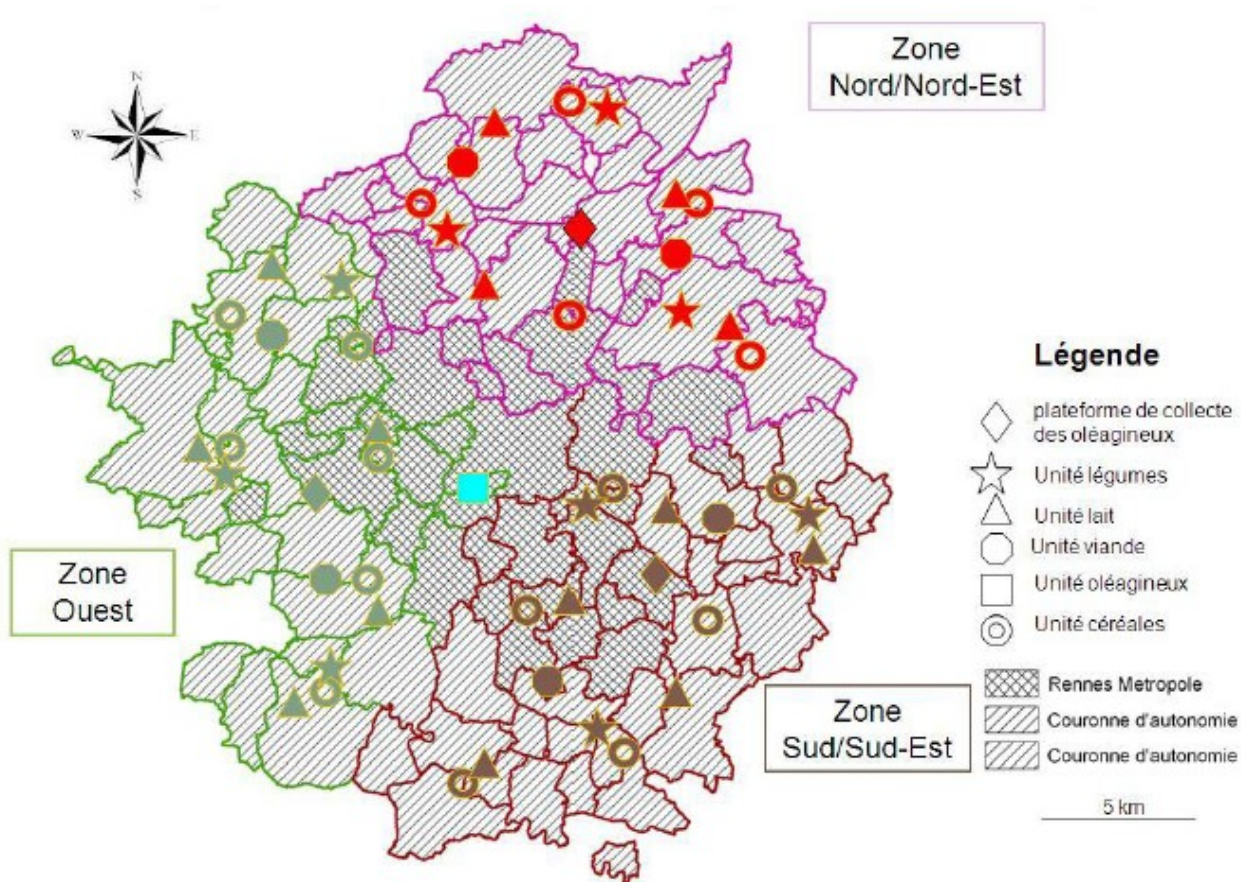 Zone
Nord/Nord-Est
N
W
E
S
Légende
plateforme de collecte
des oléagineux
Unité légumes
Unité lait
Unité viande
Unité oléagineux
Unité céréales
Zone
Ouest
Rennes Metropole
Couronne d'autonomie
Couronne d'autonomie
Zone
Sud/Sud-Est
5 km